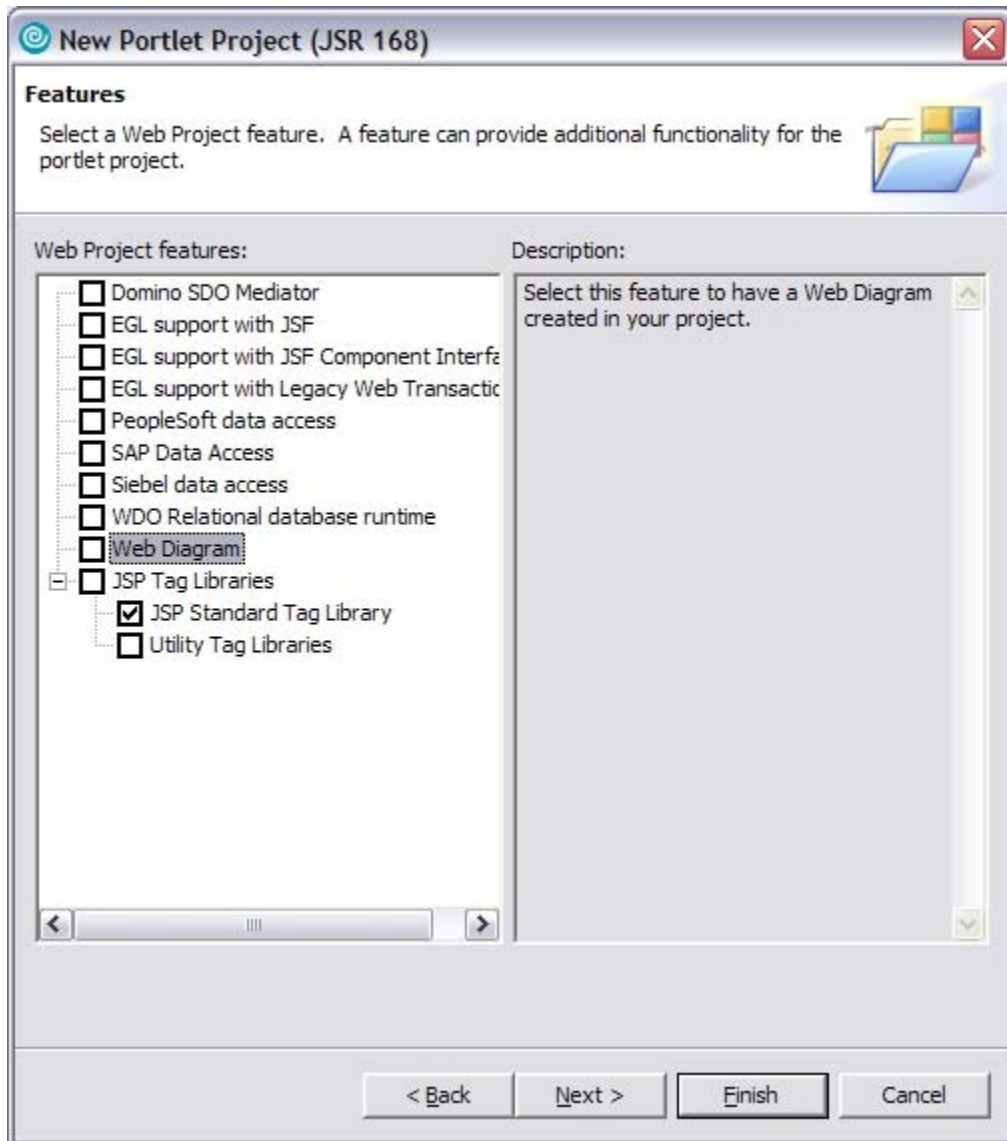 New Portlet Project (JSR 168)
Features
Select a Web Project feature. A feature can provide additional functionality for the
portlet project.
Web Project features:
Domino SDO Mediator
EGL support with JSF
EGL support with JSF Component Interfa
EGL support with Legacy Web Transactic
PeopleSoft data access
SAP Data Access
Siebel data access
WDO Relational database runtime
Web Diagram
JSP Tag Libraries
JSP Standard Tag Library
Utility Tag Libraries
Description:
Select this feature to have a Web Diagram
created in your project.
< Back
Next >
Finish
Cancel